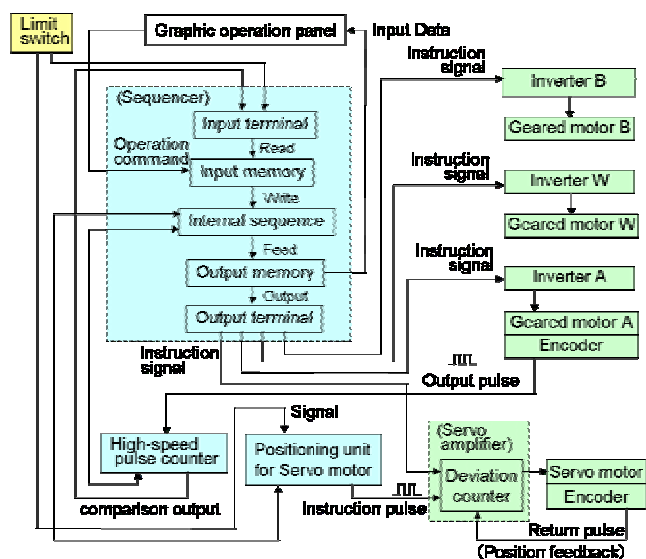 Limit
switch
Graphic operation panel
Input Data
(Sequencer)
Input terminal
Read
Operation
command
Input memory
Write
Internal sequence
Feed
Output memory
Output
Output terminal
Instruction
signal
Instruction
signal
Inverter B
Geared motor B
Instruction
signal
Inverter W
Geared motor W
Instruction
signal
Inverter A
Geared motor A
Encoder
Output pulse
Signal
High-speed
pulse counter
Positioning unit
for Servo motor
comparison output
Instruction pulse
(Servo
amplifier)
Deviation
counter
Servo motor
Encoder
Return pulse
(Position feedback)